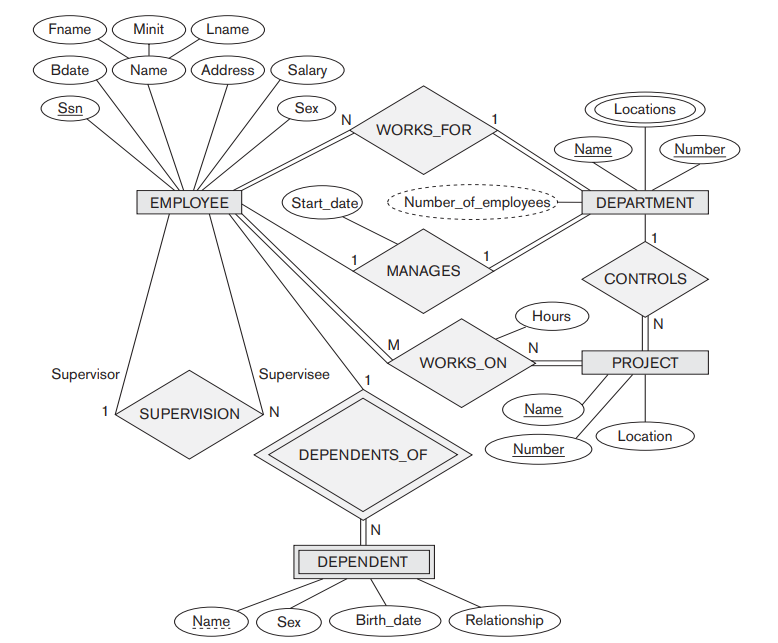 Fname
Minit
Lname
Bdate
Name
Address
Salary
Ssn
Sex
N
WORKS_FOR
1
Locations
Name
Number
EMPLOYEE
Start_date
Number_of_employees
DEPARTMENT
1
MANAGES
1
1
CONTROLS
N
Hours
M
WORKS_ON
N
PROJECT
Supervisor
Supervisee
1
SUPERVISION
N
1
Name
Number
Location
DEPENDENTS_OF
N
DEPENDENT
Name
Sex
Birth_date
Relationship